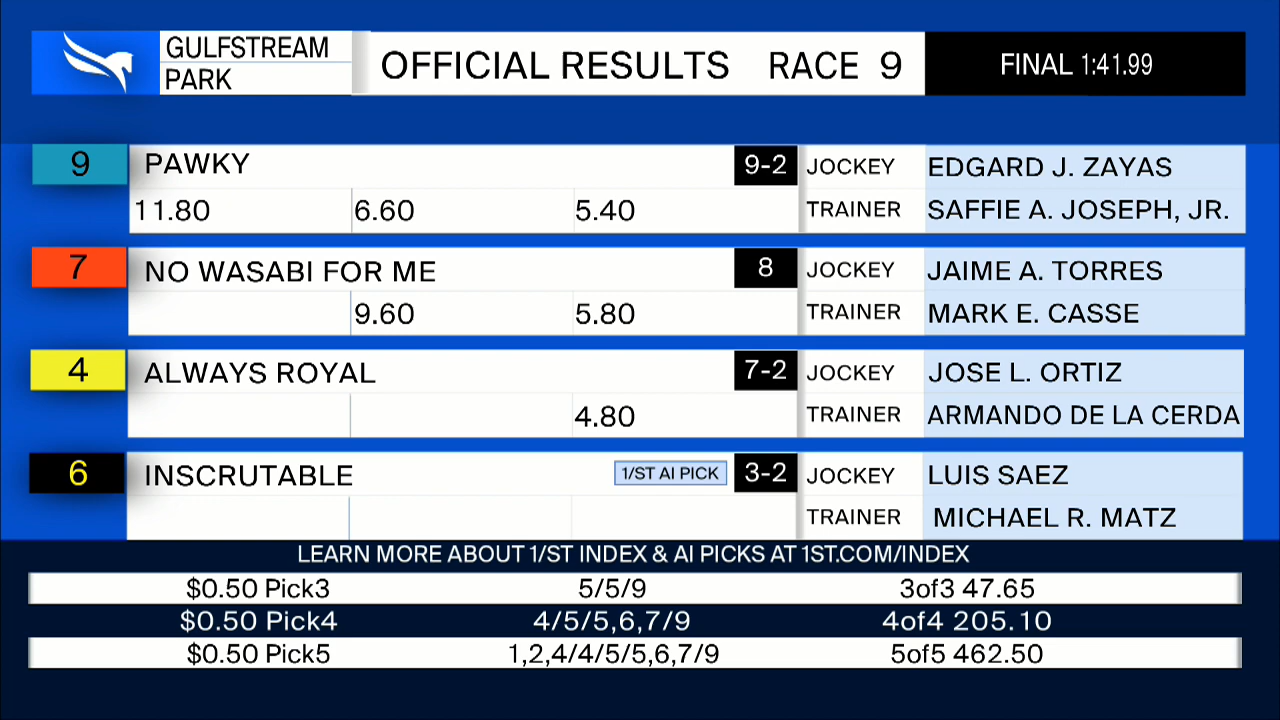 GULFSTREAM PARK
OFFICIAL RESULTS RACE 9
FINAL 1:41.99
9 PAWKY 9-2 JOCKEY EDGARD J. ZAYAS
11.80 6.60 5.40 TRAINER SAFFIE A. JOSEPH, JR.
7 NO WASABI FOR ME 8 JOCKEY JAIME A. TORRES
9.60 5.80 TRAINER MARK E. CASSE
4 ALWAYS ROYAL 7-2 JOCKEY JOSE L. ORTIZ
4.80 TRAINER ARMANDO DE LA CERDA
6 INSCRUTABLE 1/ST AI PICK 3-2 JOCKEY LUIS SAEZ
TRAINER MICHAEL R. MATZ
LEARN MORE ABOUT 1/ST INDEX & AI PICKS AT 1ST.COM/INDEX
$0.50 Pick3 5/5/9 3of3 47.65
$0.50 Pick4 4/5/5,6,7/9 4of4 205.10
$0.50 Pick5 1,2,4/4/5/5,6,7/9 5of5 462.50